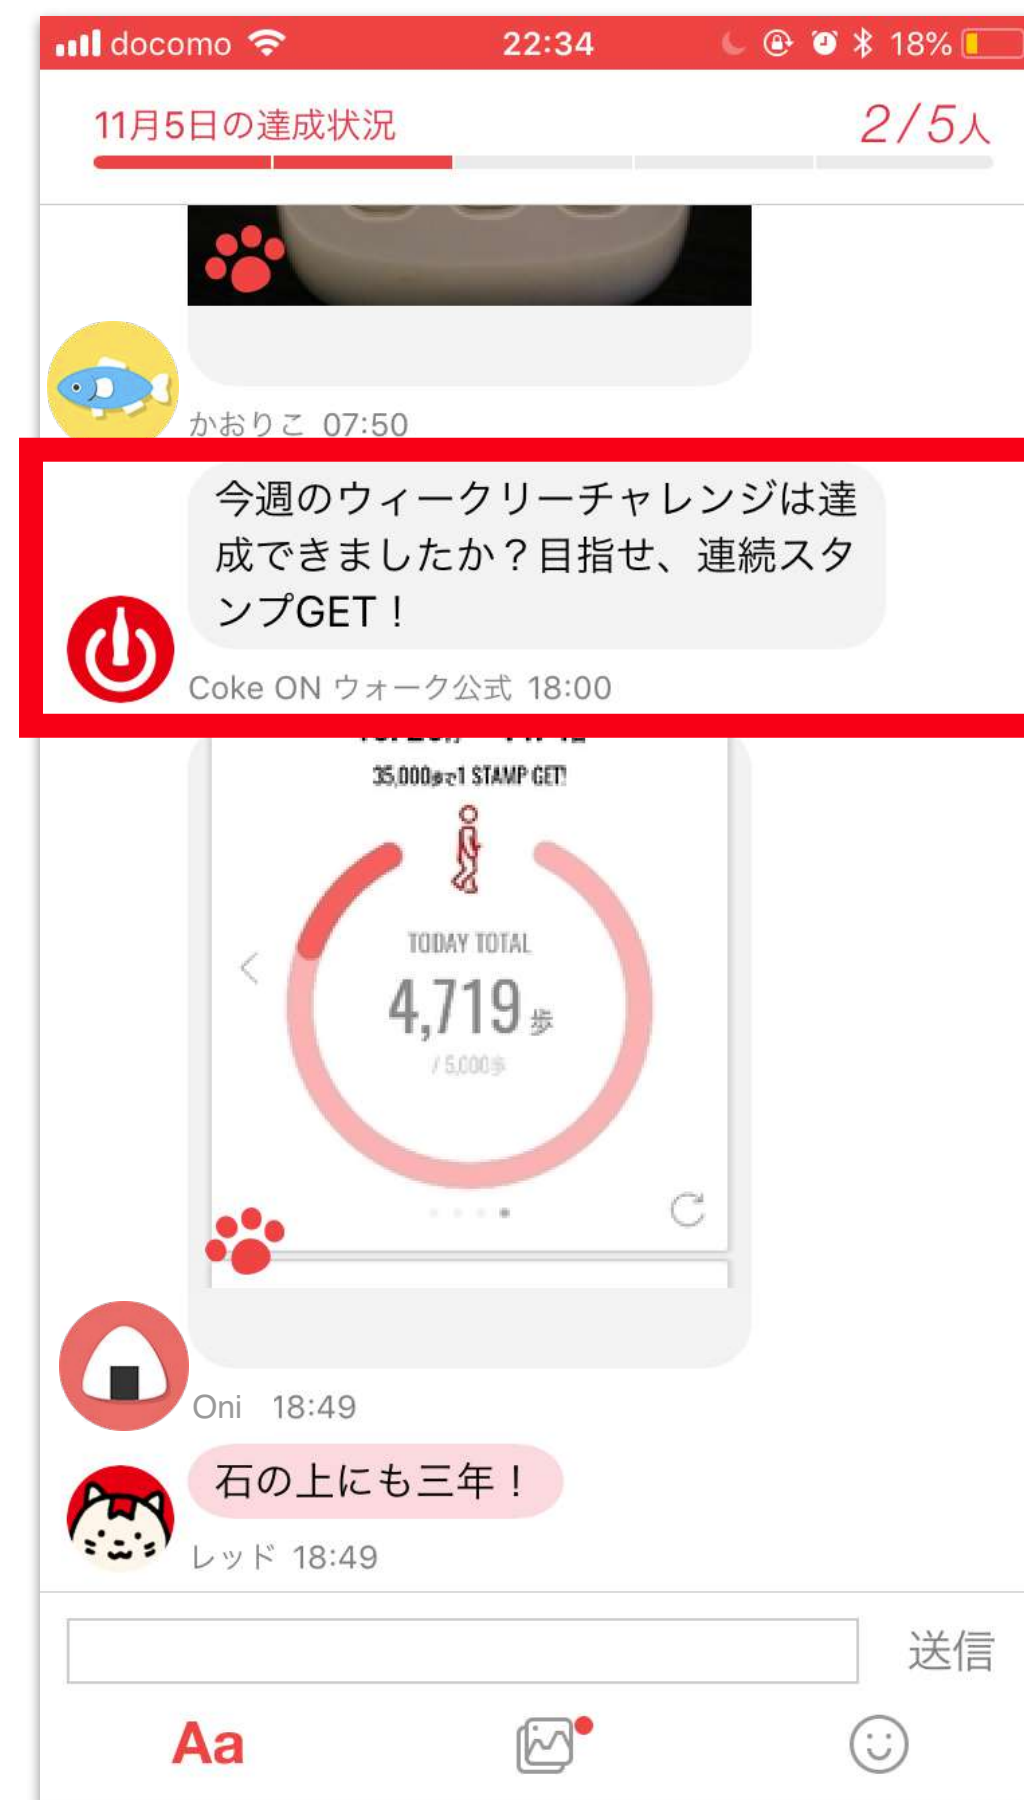 docomo 22:34 18%
11月5日の達成状況 2/5人
かおりこ 07:50
今週のウィークリーチャレンジは達
成できましたか？目指せ、連続スタ
ンプGET！
Coke ON ウォーク公式 18:00
35,000歩で1 STAMP GET!
TODAY TOTAL
4,719歩
/ 5,000歩
Oni 18:49
石の上にも三年！
レッド 18:49
送信
Aa